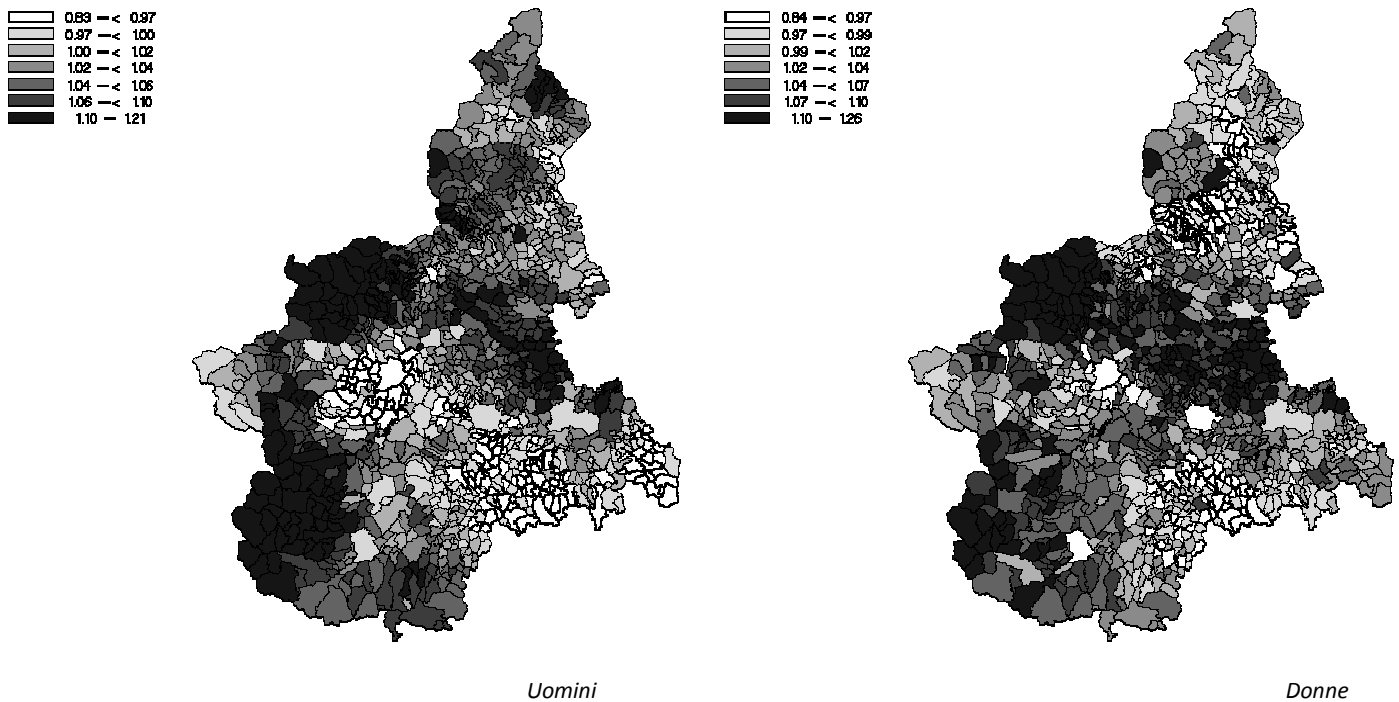 0.83 –< 0.97
0.97 –< 1.00
1.00 –< 1.02
1.02 –< 1.04
1.04 –< 1.06
1.06 –< 1.10
1.10 – 1.21
0.84 –< 0.97
0.97 –< 0.99
0.99 –< 1.02
1.02 –< 1.04
1.04 –< 1.07
1.07 –< 1.10
1.10 – 1.26
Uomini
Donne